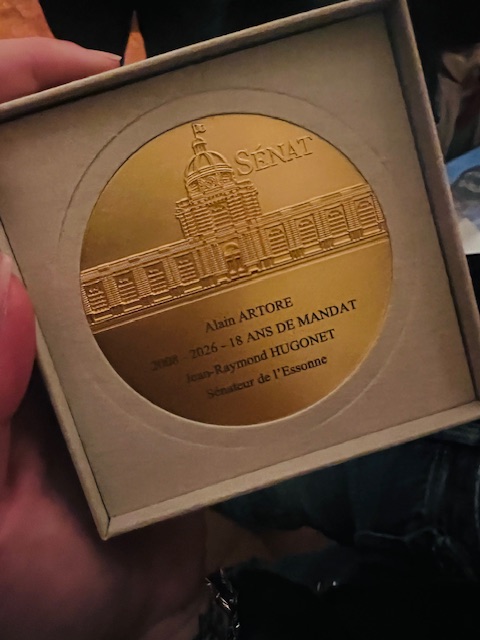 SÉNAT
Alain ARTORE
2008 - 2026 - 18 ANS DE MANDAT
Jean-Raymond HUGONET
Sénateur de l'Essonne